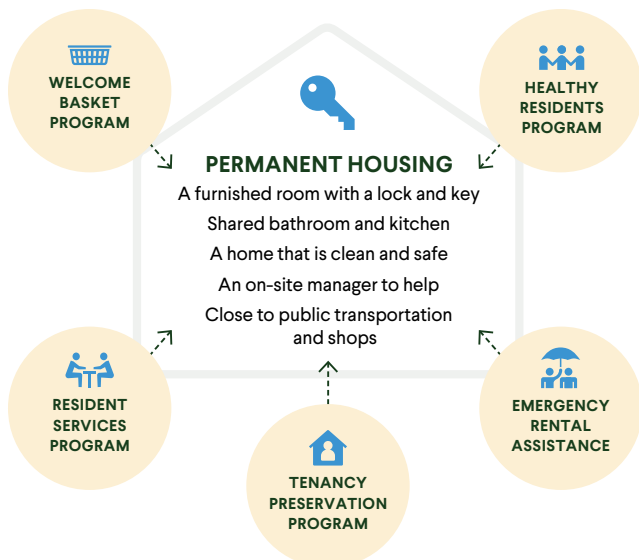 WELCOME
BASKET
PROGRAM
HEALTHY
RESIDENTS
PROGRAM
PERMANENT HOUSING
A furnished room with a lock and key
Shared bathroom and kitchen
A home that is clean and safe
An on-site manager to help
Close to public transportation
and shops
RESIDENT
SERVICES
PROGRAM
EMERGENCY
RENTAL
ASSISTANCE
TENANCY
PRESERVATION
PROGRAM